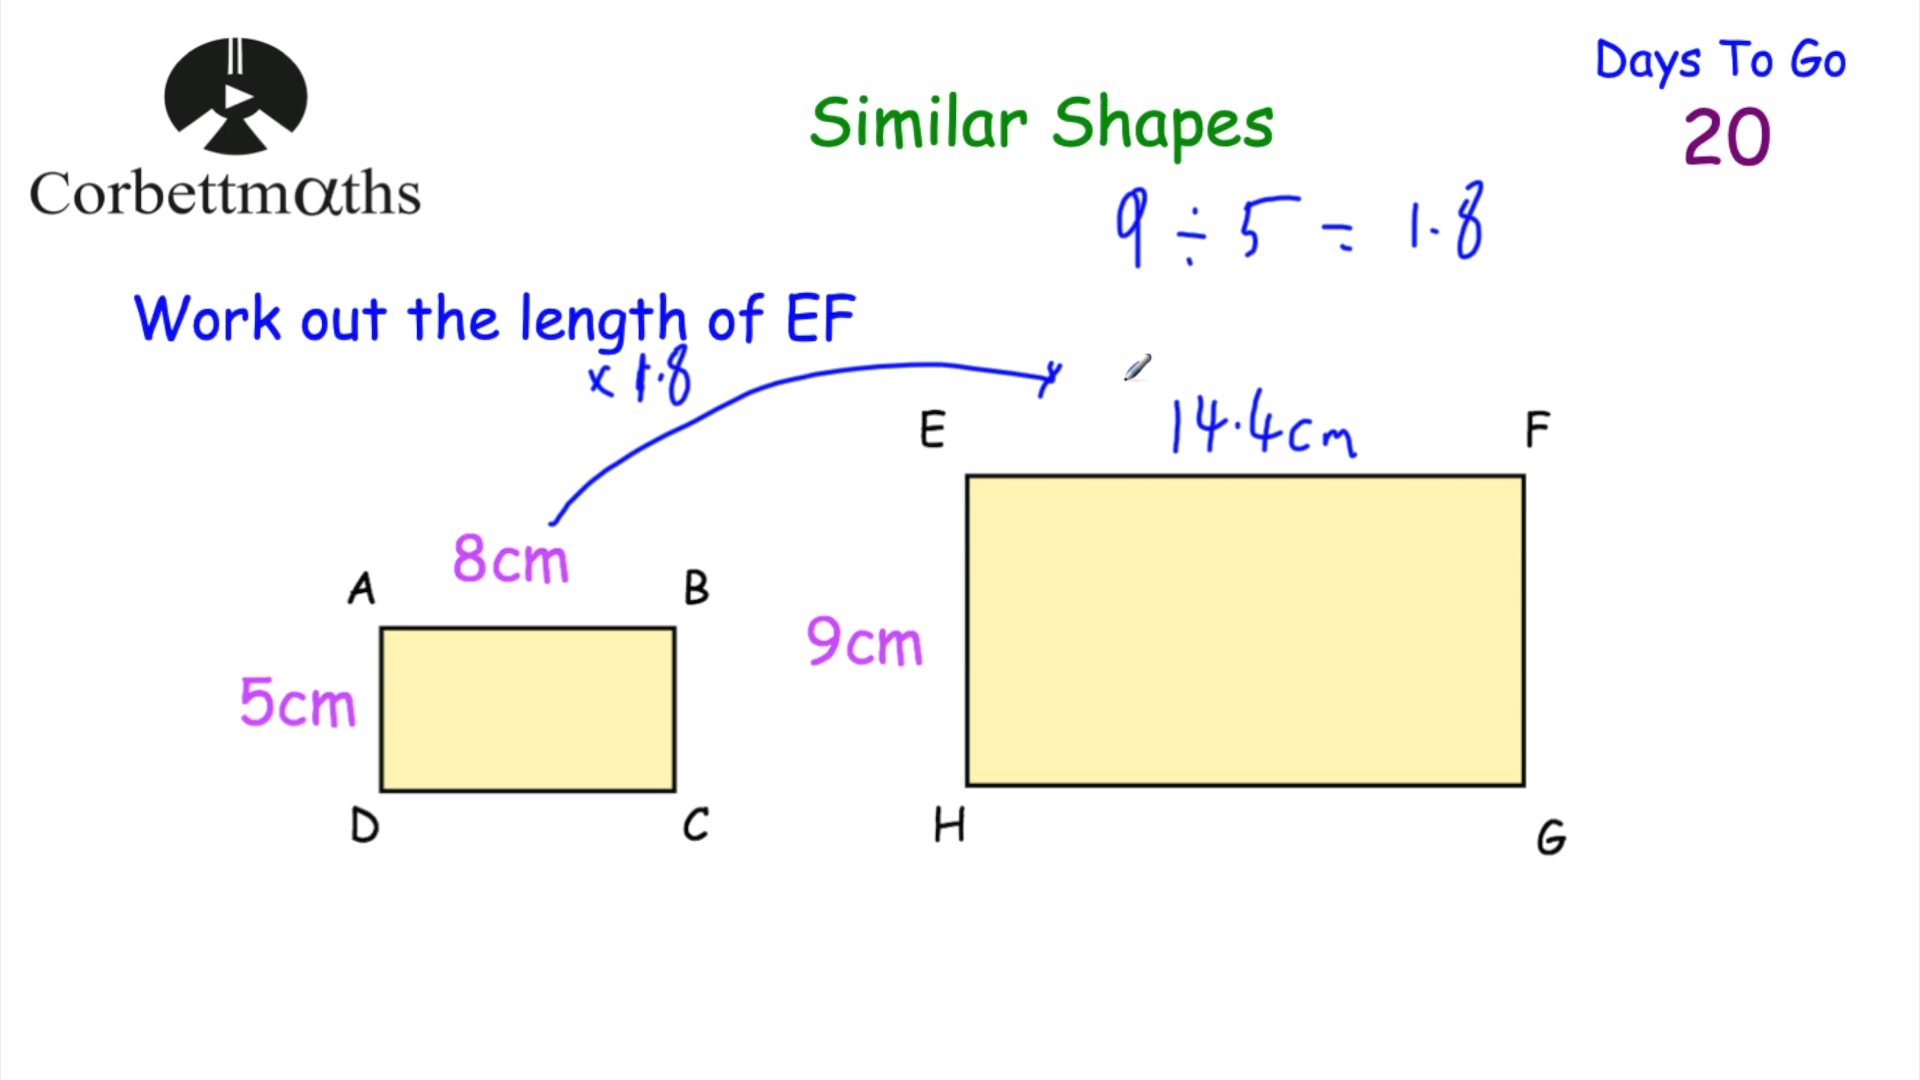 Corbettmαths
Days To Go
20
Similar Shapes
9 ÷ 5 = 1.8
Work out the length of EF
× 1.8
E
14.4cm
F
8cm
A
B
9cm
5cm
D
C
H
G